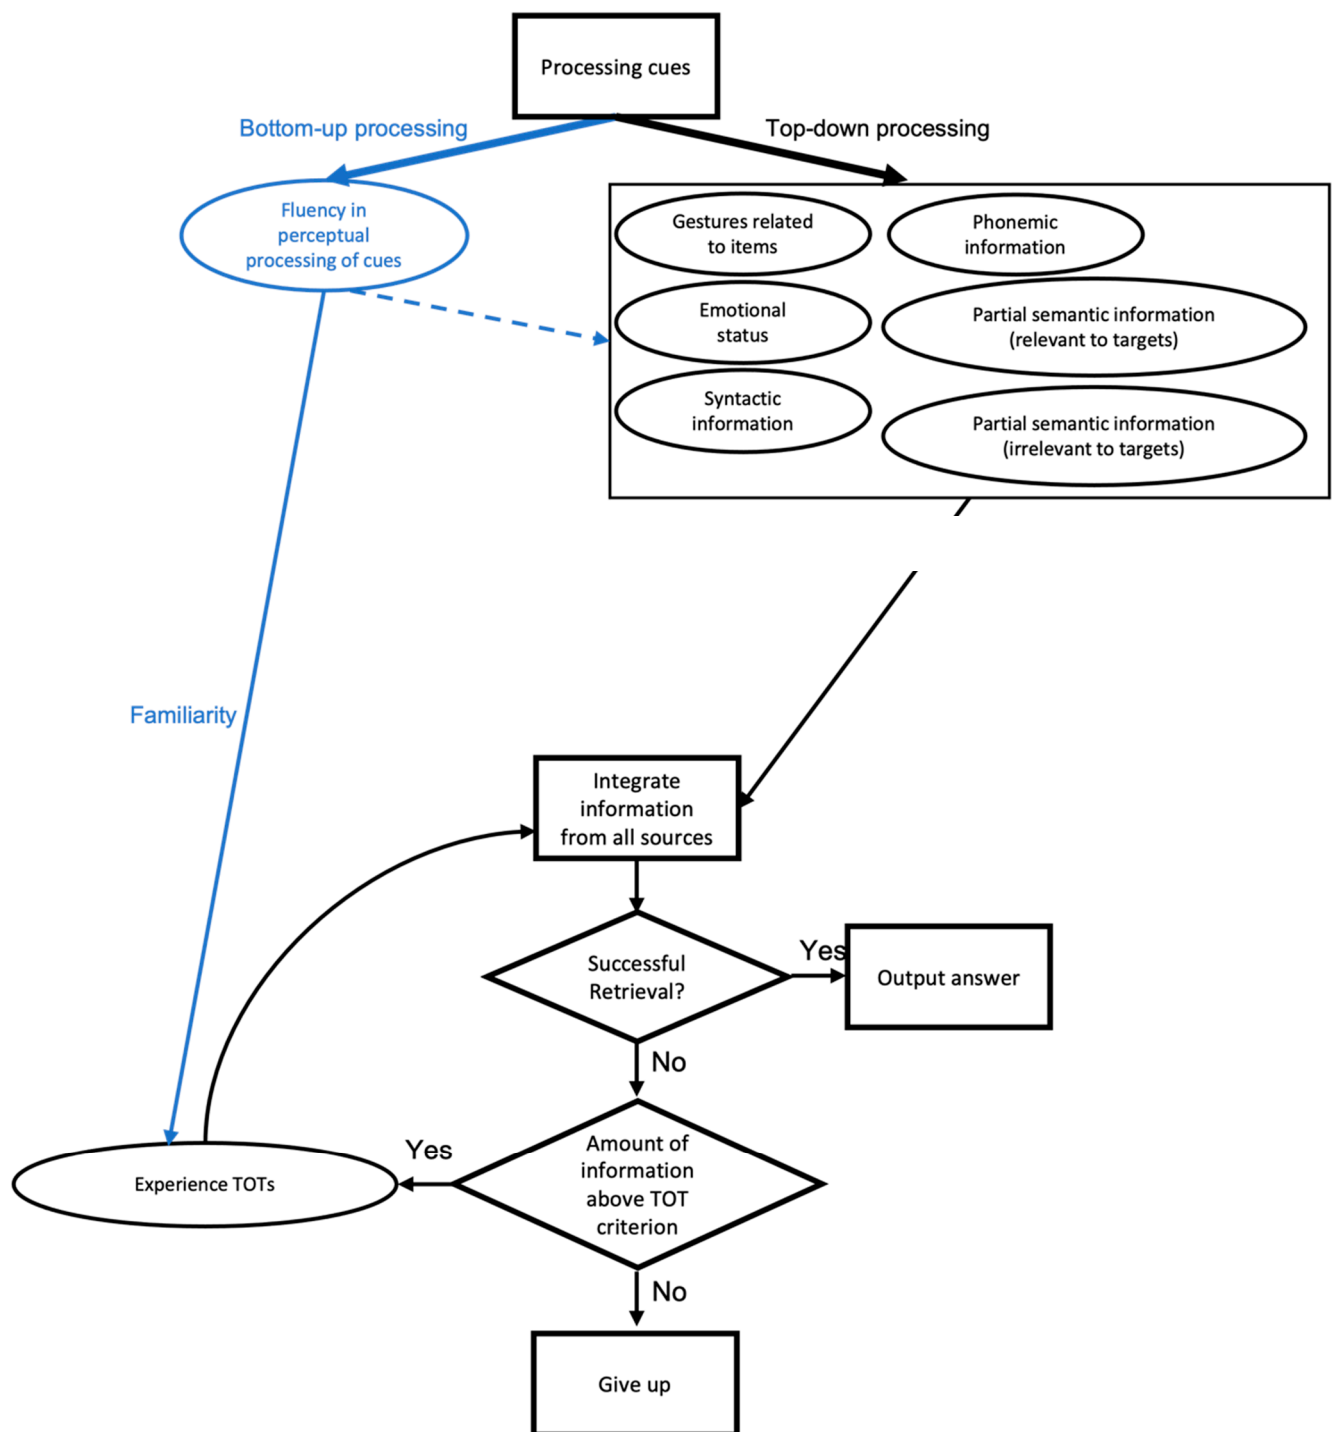 Processing cues
Bottom-up processing
Top-down processing
Fluency in
perceptual
processing of cues
Gestures related
to items
Phonemic
information
Emotional
status
Partial semantic information
(relevant to targets)
Syntactic
information
Partial semantic information
(irrelevant to targets)
Familiarity
Integrate
information
from all sources
Successful
Retrieval?
Yes
Output answer
No
Amount of
information
above TOT
criterion
Yes
Experience TOTs
No
Give up